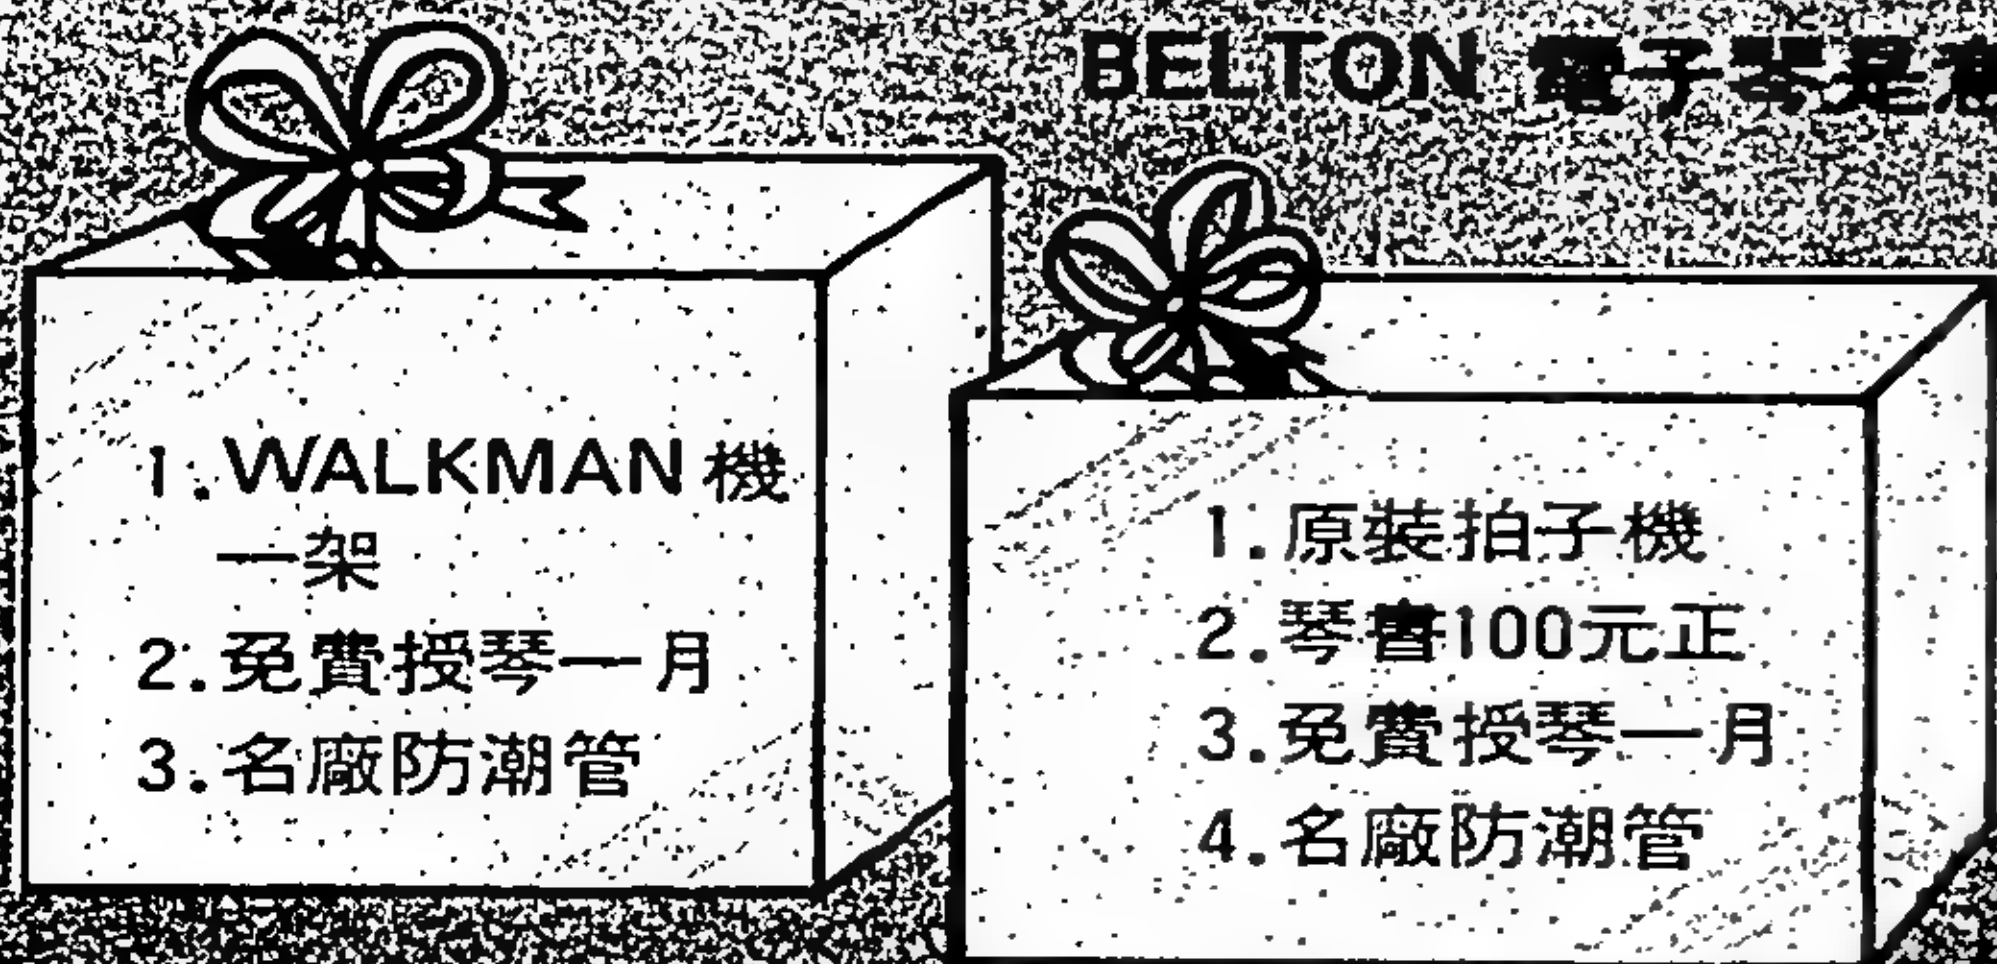 BELTON 電子琴是意
1. WALKMAN 機
一架
2. 免費授琴一月
3. 名廠防潮管
1. 原裝拍子機
2. 琴書100元正
3. 免費授琴一月
4. 名廠防潮管